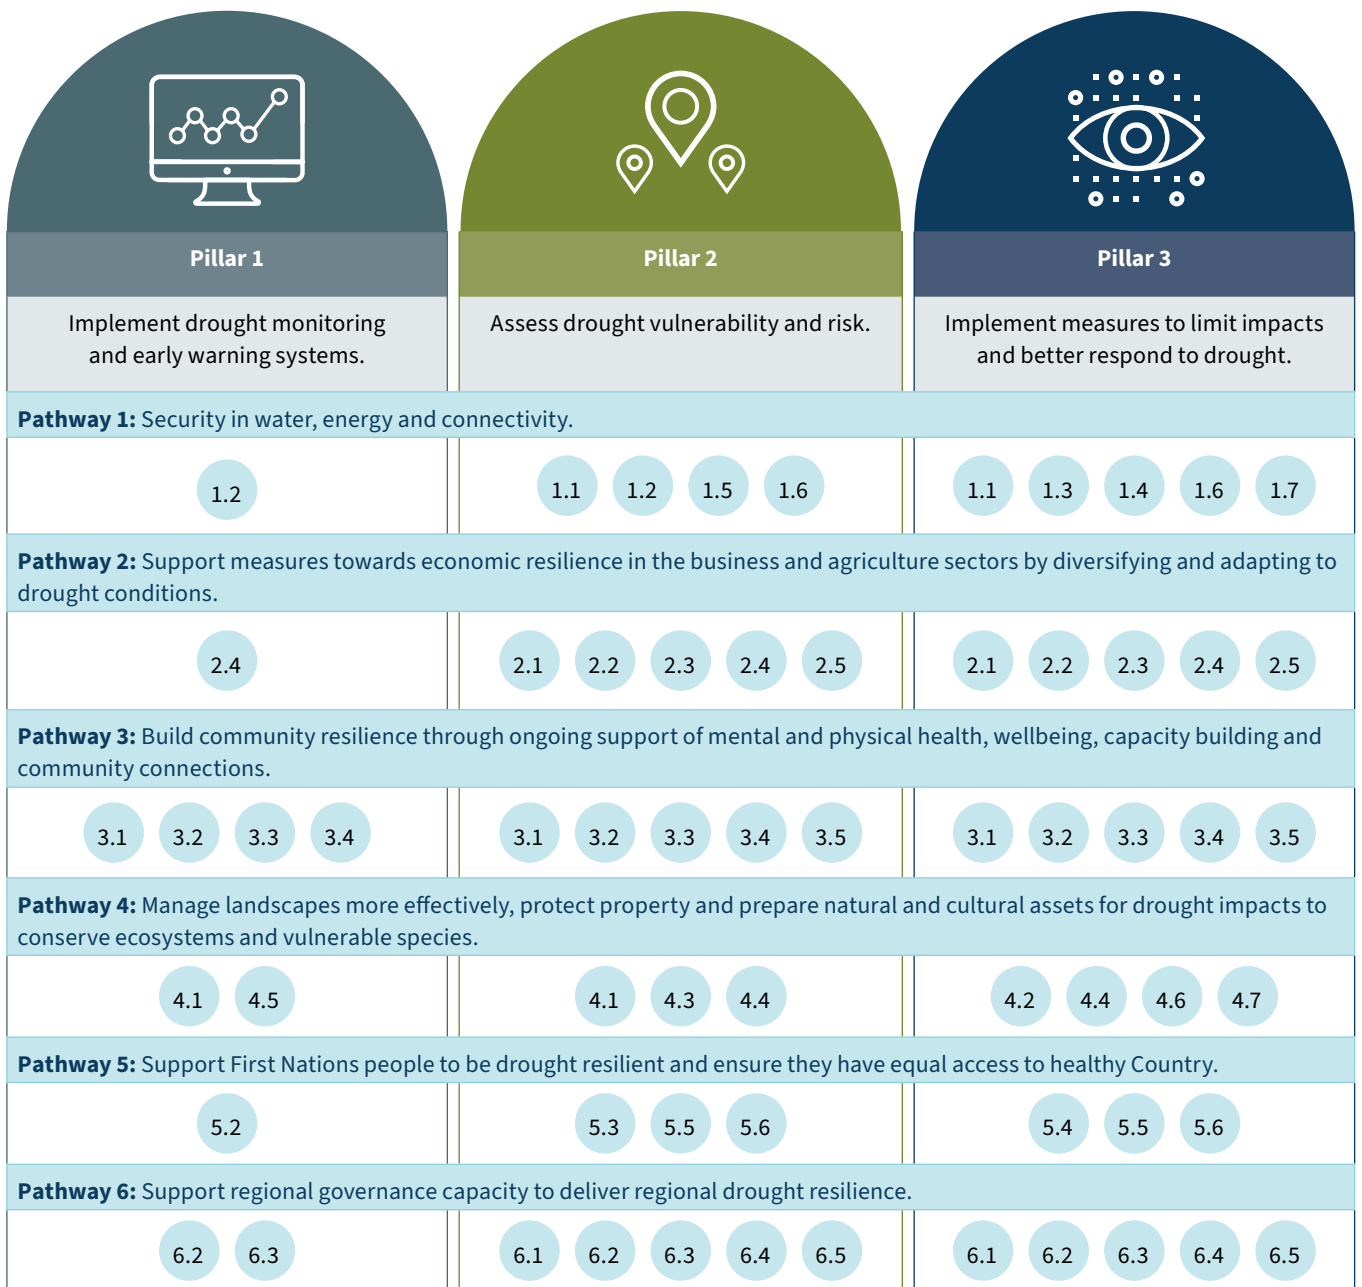 Pillar 1
Pillar 2
Pillar 3
Implement drought monitoring
and early warning systems.
Assess drought vulnerability and risk.
Implement measures to limit impacts
and better respond to drought.
Pathway 1: Security in water, energy and connectivity.
1.2
1.1 1.2 1.5 1.6
1.1 1.3 1.4 1.6 1.7
Pathway 2: Support measures towards economic resilience in the business and agriculture sectors by diversifying and adapting to
drought conditions.
2.4
2.1 2.2 2.3 2.4 2.5
2.1 2.2 2.3 2.4 2.5
Pathway 3: Build community resilience through ongoing support of mental and physical health, wellbeing, capacity building and
community connections.
3.1 3.2 3.3 3.4
3.1 3.2 3.3 3.4 3.5
3.1 3.2 3.3 3.4 3.5
Pathway 4: Manage landscapes more effectively, protect property and prepare natural and cultural assets for drought impacts to
conserve ecosystems and vulnerable species.
4.1 4.5
4.1 4.3 4.4
4.2 4.4 4.6 4.7
Pathway 5: Support First Nations people to be drought resilient and ensure they have equal access to healthy Country.
5.2
5.3 5.5 5.6
5.4 5.5 5.6
Pathway 6: Support regional governance capacity to deliver regional drought resilience.
6.2 6.3
6.1 6.2 6.3 6.4 6.5
6.1 6.2 6.3 6.4 6.5